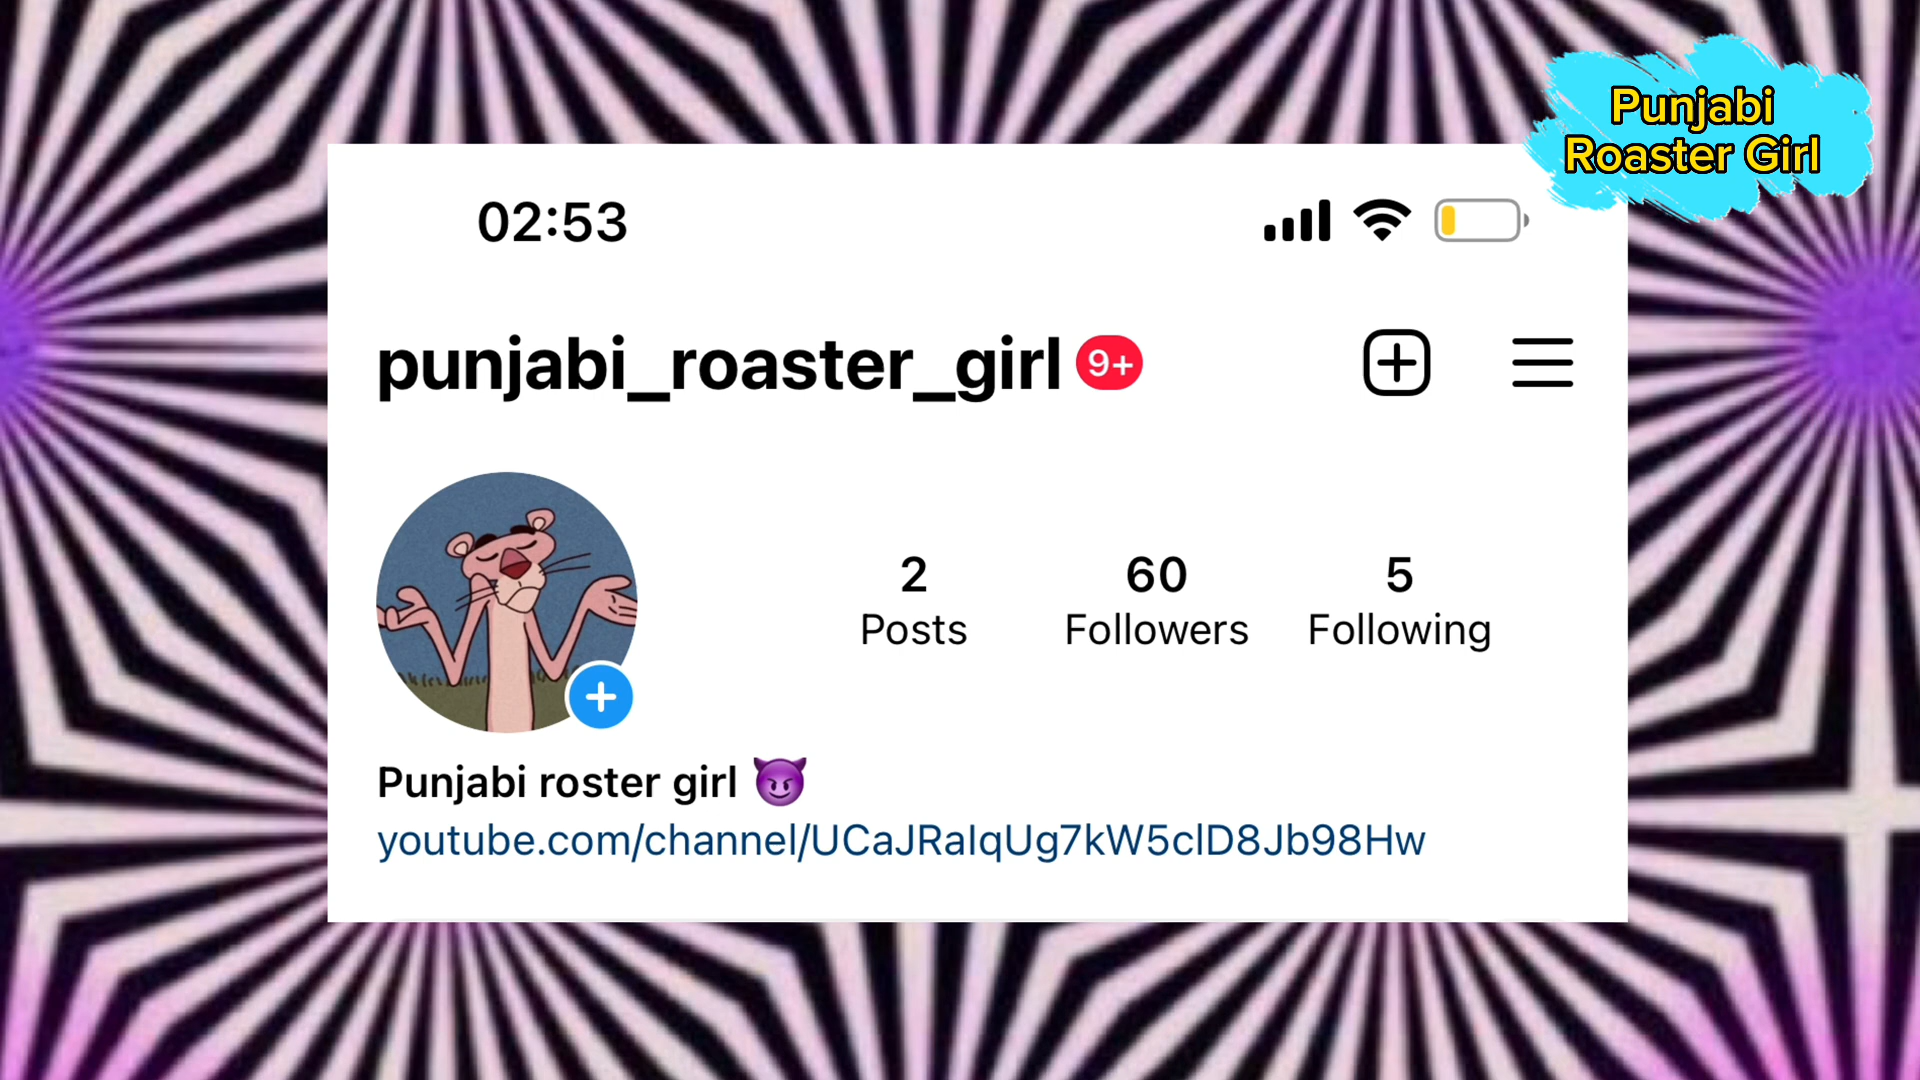 Punjabi
Roaster Girl
02:53
punjabi_roaster_girl 9+
2 60 5
Posts Followers Following
Punjabi roster girl 😈
youtube.com/channel/UCaJRaIqUg7kW5clD8Jb98Hw